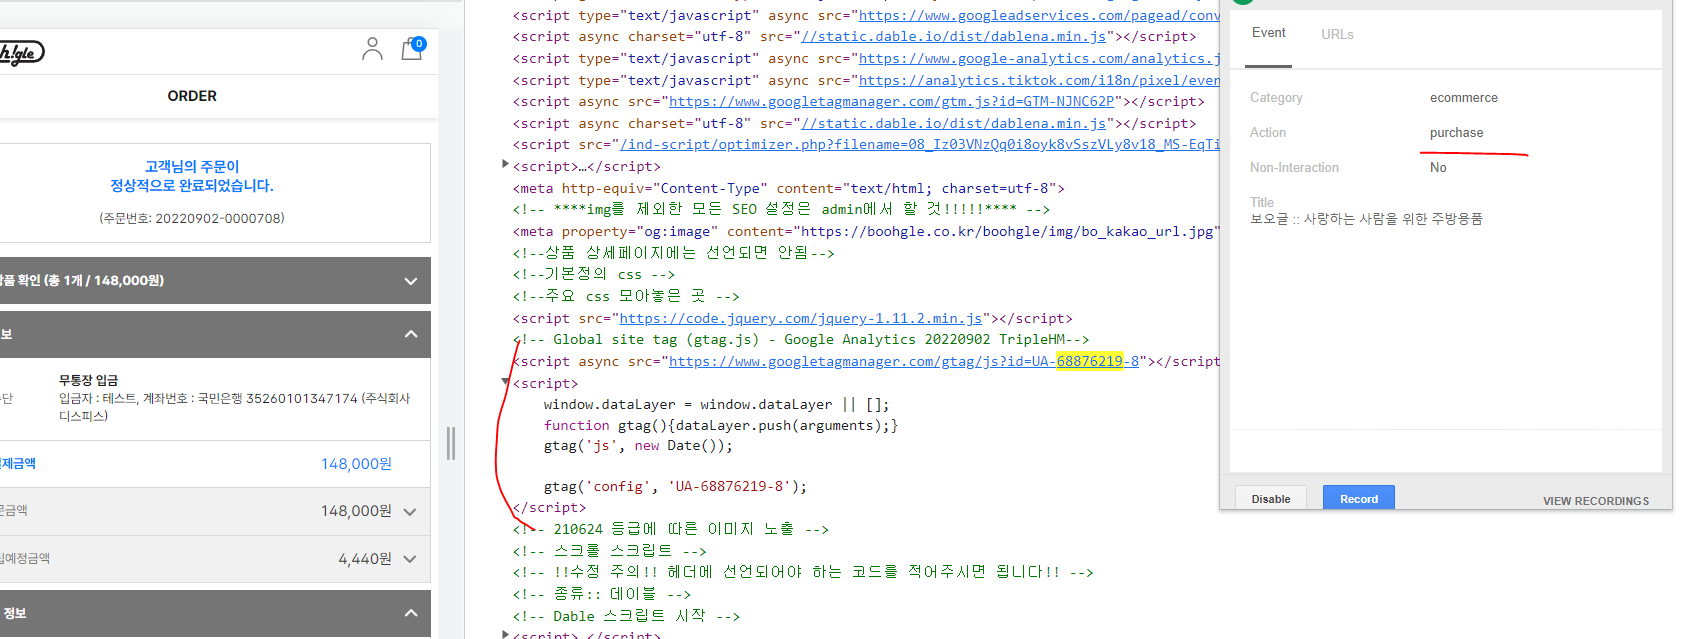 h!gle
0
ORDER
고객님의 주문이
정상적으로 완료되었습니다.
(주문번호: 20220902-0000708)
품 확인 (총 1개 / 148,000원)
보
수단
무통장 입금
입금자 : 테스트, 계좌번호 : 국민은행 35260101347174 (주식회사
디스피스)
제금액
148,000원
문금액
148,000원
립예정금액
4,440원
정보
<script type="text/javascript" async src="https://www.googleadservices.com/pagead/conv
<script async charset="utf-8" src="//static.dable.io/dist/dablena.min.js"></script>
<script type="text/javascript" async src="https://www.google-analytics.com/analytics.j
<script type="text/javascript" async src="https://analytics.tiktok.com/i18n/pixel/even
<script async src="https://www.googletagmanager.com/gtm.js?id=GTM-NJNC62P"></script>
<script async charset="utf-8" src="//static.dable.io/dist/dablena.min.js"></script>
<script src="/ind-script/optimizer.php?filename=08_Iz03VNzQq0i8oyk8vSszVLy8v18_MS-EqTi
<script>…</script>
<meta http-equiv="Content-Type" content="text/html; charset=utf-8">
<!-- ****img를 제외한 모든 SEO 설정은 admin에서 할 것!!!!!**** -->
<meta property="og:image" content="https://boohgle.co.kr/boohgle/img/bo_kakao_url.jpg"
<!--상품 상세페이지에는 선언되면 안됨-->
<!--기본정의 css -->
<!--주요 css 모아놓은 곳 -->
<script src="https://code.jquery.com/jquery-1.11.2.min.js"></script>
<!-- Global site tag (gtag.js) - Google Analytics 20220902 TripleHM-->
<script async src="https://www.googletagmanager.com/gtag/js?id=UA-68876219-8"></script
<script>
window.dataLayer = window.dataLayer || [];
function gtag(){dataLayer.push(arguments);}
gtag('js', new Date());
gtag('config', 'UA-68876219-8');
</script>
<!-- 210624 등급에 따른 이미지 노출 -->
<!-- 스크롤 스크립트 -->
<!-- !!수정 주의!! 헤더에 선언되어야 하는 코드를 적어주시면 됩니다!! -->
<!-- 종류:: 데이블 -->
<!-- Dable 스크립트 시작 -->
<script>…</script>
Event
URLs
Category
ecommerce
Action
purchase
Non-Interaction
No
Title
보오글 :: 사랑하는 사람을 위한 주방용품
Disable
Record
VIEW RECORDINGS